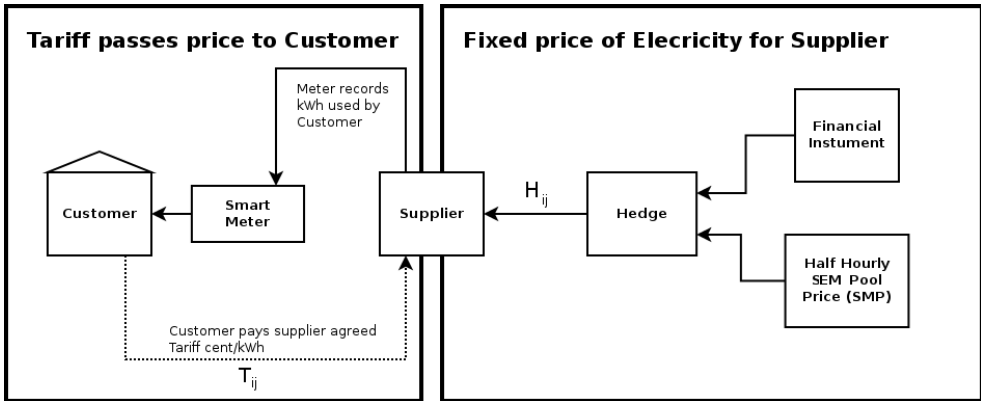 Tariff passes price to Customer
Meter records
kWh used by
Customer
Customer
Smart
Meter
Supplier
Customer pays supplier agreed
Tariff cent/kWh
T ij
Fixed price of Elecricity for Supplier
Financial
Instument
H ij
Hedge
Half Hourly
SEM Pool
Price (SMP)